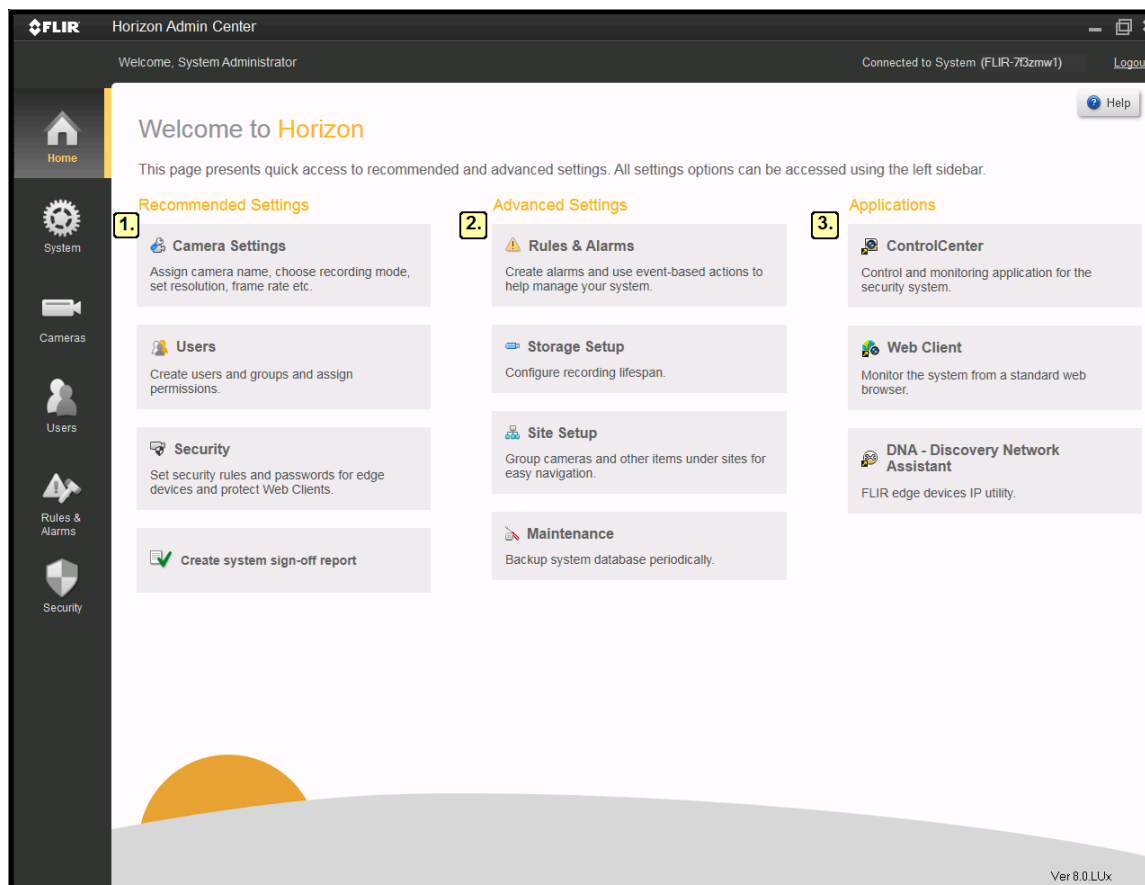 FLIR Horizon Admin Center
Welcome, System Administrator
Connected to System (FLIR-7f3zmw1)
Logou
Help
Home
System
Cameras
Users
Rules &
Alarms
Security
Welcome to Horizon
This page presents quick access to recommended and advanced settings. All settings options can be accessed using the left sidebar.
1.
Recommended Settings
Camera Settings
Assign camera name, choose recording mode,
set resolution, frame rate etc.
Users
Create users and groups and assign
permissions.
Security
Set security rules and passwords for edge
devices and protect Web Clients.
Create system sign-off report
2.
Advanced Settings
Rules & Alarms
Create alarms and use event-based actions to
help manage your system.
Storage Setup
Configure recording lifespan.
Site Setup
Group cameras and other items under sites for
easy navigation.
Maintenance
Backup system database periodically.
3.
Applications
ControlCenter
Control and monitoring application for the
security system.
Web Client
Monitor the system from a standard web
browser.
DNA - Discovery Network
Assistant
FLIR edge devices IP utility.
Ver 8.0.LUx